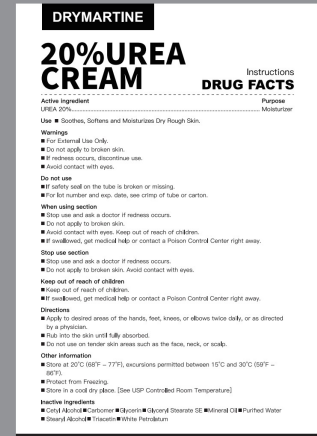 DRYMARTINE
20%UREA
CREAM
Instructions
DRUG FACTS
Active ingredient Purpose
UREA 20%........................................ Moisturizer
Use ■ Soothes, Softens and Moisturizes Dry Rough Skin.
Warnings
■ For External Use Only.
■ Do not apply to broken skin.
■ If redness occurs, discontinue use.
■ Avoid contact with eyes.
Do not use
■If safety seal on the tube is broken or missing.
■For lot number and exp. date, see crimp of tube or carton.
When using section
■ Stop use and ask a doctor if redness occurs.
■ Do not apply to broken skin.
■ Avoid contact with eyes. Keep out of reach of children.
■ If swallowed, get medical help or contact a Poison Control Center right away.
Stop use section
■ Stop use and ask a doctor if redness occurs.
■ Do not apply to broken skin. Avoid contact with eyes.
Keep out of reach of children
■Keep out of reach of children.
■If swallowed, get medical help or contact a Poison Control Center right away.
Directions
■ Apply to desired areas of the hands, feet, knees, or elbows twice daily, or as directed
by a physician.
■ Rub into the skin until fully absorbed.
■ Do not use on tender skin areas such as the face, neck, or scalp.
Other information
■ Store at 20°C (68°F – 77°F), excursions permitted between 15°C and 30°C (59°F –
86°F).
■ Protect from Freezing.
■ Store in a cool dry place. [See USP Controlled Room Temperature]
Inactive ingredients
■ Cetyl Alcohol ■Carbomer ■Glycerin■ Glyceryl Stearate SE ■Mineral Oil■ Purified Water
■ Stearyl Alcohol■ Triacetin■ White Petrolatum